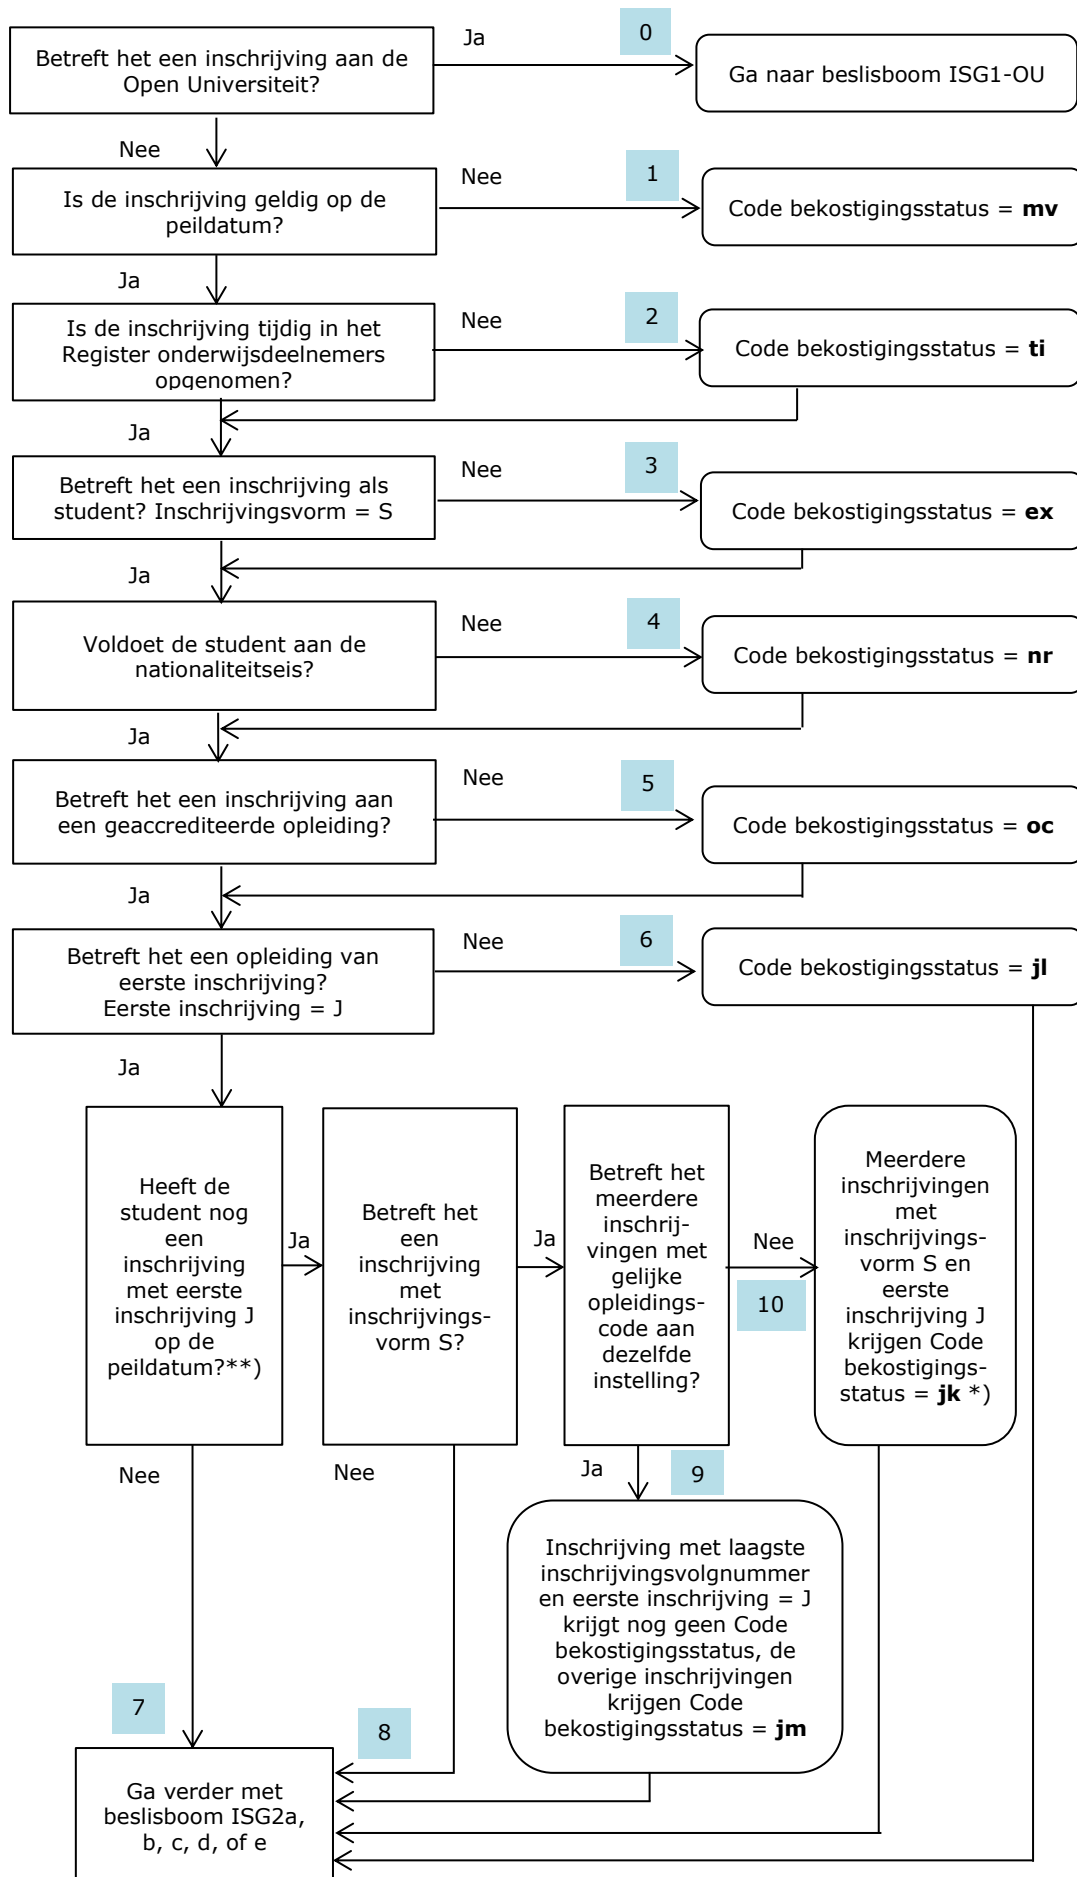 Betreft het een inschrijving aan de
Open Universiteit?
Ja
0
Ga naar beslisboom ISG1-OU
Nee
Is de inschrijving geldig op de
peildatum?
Nee
1
Code bekostigingsstatus = mv
Ja
Is de inschrijving tijdig in het
Register onderwijsdeelnemers
opgenomen?
Nee
2
Code bekostigingsstatus = ti
Ja
Betreft het een inschrijving als
student? Inschrijvingsvorm = S
Nee
3
Code bekostigingsstatus = ex
Ja
Voldoet de student aan de
nationaliteitseis?
Nee
4
Code bekostigingsstatus = nr
Ja
Betreft het een inschrijving aan
een geaccrediteerde opleiding?
Nee
5
Code bekostigingsstatus = oc
Ja
Betreft het een opleiding van
eerste inschrijving?
Eerste inschrijving = J
Nee
6
Code bekostigingsstatus = jl
Ja
Heeft de
student nog
een
inschrijving
met eerste
inschrijving J
op de
peildatum?**)
Ja
Betreft het
een
inschrijving
met
inschrijvings-
vorm S?
Ja
Betreft het
meerdere
inschrij-
vingen met
gelijke
opleidings-
code aan
dezelfde
instelling?
Nee
10
Meerdere
inschrijvingen
met
inschrijvings-
vorm S en
eerste
inschrijving J
krijgen Code
bekostigings-
status = jk *)
Nee
Nee
Ja
9
Inschrijving met laagste
inschrijvingsvolgnummer
en eerste inschrijving = J
krijgt nog geen Code
bekostigingsstatus, de
overige inschrijvingen
krijgen Code
bekostigingsstatus = jm
7
8
Ga verder met
beslisboom ISG2a,
b, c, d, of e